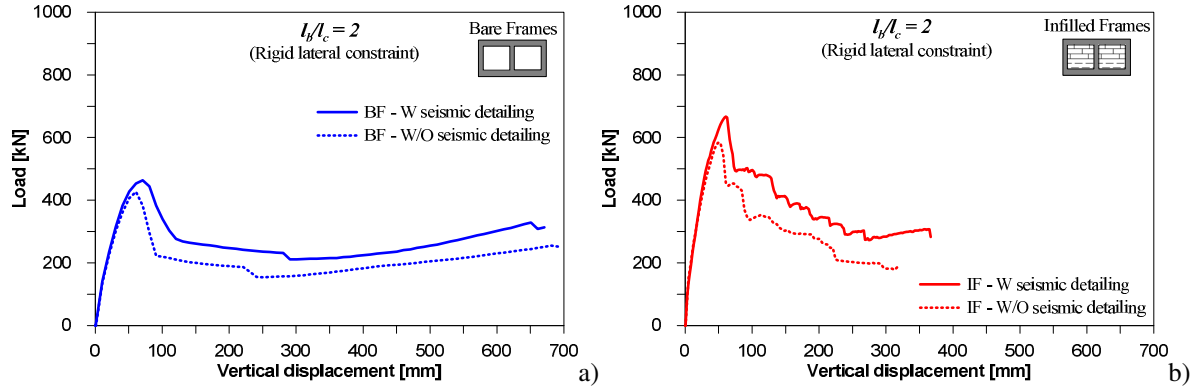 l_b/l_c = 2
(Rigid lateral constraint)
Bare Frames
BF - W seismic detailing
BF - W/O seismic detailing
Load [kN]
1000
800
600
400
200
0
0 100 200 300 400 500 600 700
Vertical displacement [mm]
a)
l_b/l_c = 2
(Rigid lateral constraint)
Infilled Frames
IF - W seismic detailing
IF - W/O seismic detailing
Load [kN]
1000
800
600
400
200
0
0 100 200 300 400 500 600 700
Vertical displacement [mm]
b)